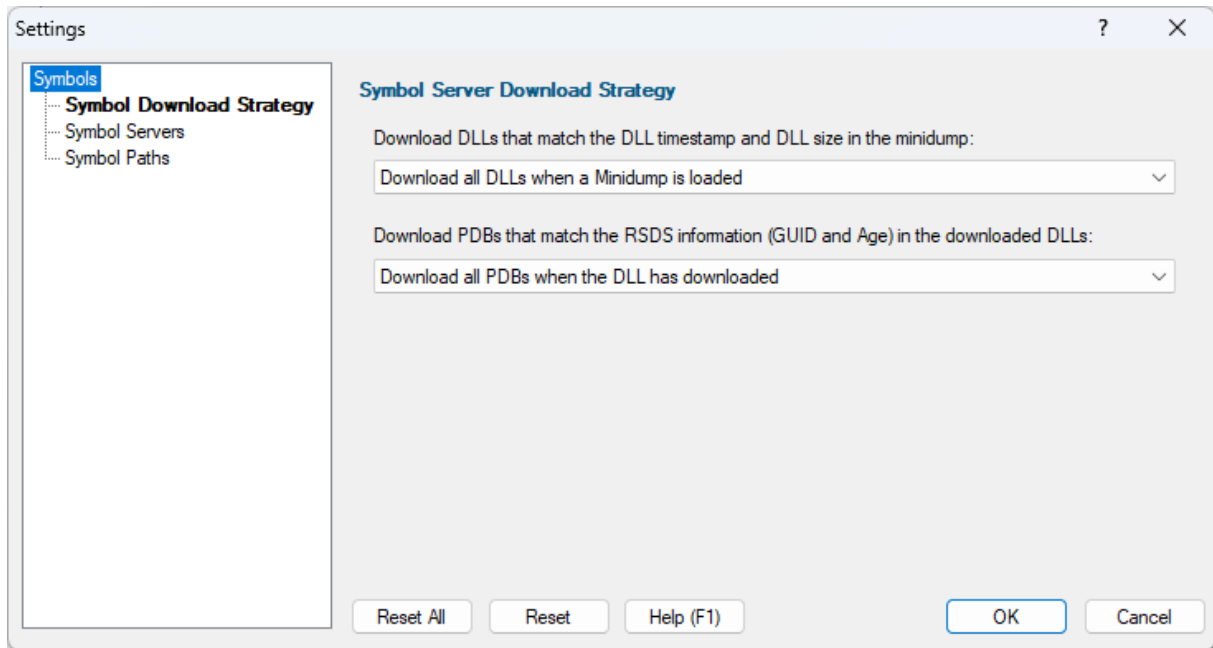 Settings
?
Symbols
Symbol Download Strategy
Symbol Servers
Symbol Paths
Symbol Server Download Strategy
Download DLLs that match the DLL timestamp and DLL size in the minidump:
Download all DLLs when a Minidump is loaded
Download PDBs that match the RSDS information (GUID and Age) in the downloaded DLLs:
Download all PDBs when the DLL has downloaded
Reset All Reset Help (F1) OK Cancel